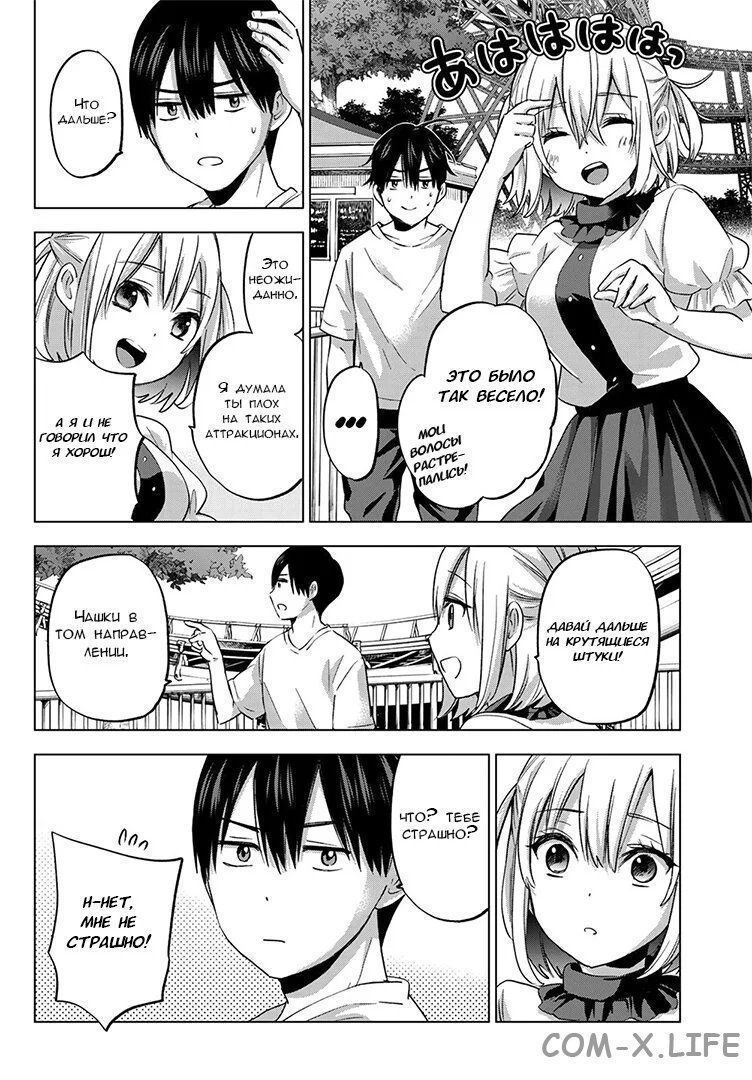 あはははっ
ЭТО БЫЛО
ТАК ВЕСЕЛО!
МОИ
ВОЛОСЫ
РАСТРЕ-
ПАЛИСЬ!
...
ЧТО
ДАЛЬШЕ?
ЭТО
НЕОЖИ-
ДАННО.
Я ДУМАЛА
ТЫ ПЛОХ
НА ТАКИХ
АТТРАКЦИОНАХ.
А Я И НЕ
ГОВОРИЛ ЧТО
Я ХОРОШ!
ДАВАЙ ДАЛЬШЕ
НА КРУТЯЩИЕСЯ
ШТУКИ!
ЧАШКИ В
ТОМ НАПРАВ-
ЛЕНИИ.
ЧТО? ТЕБЕ
СТРАШНО?
Н-НЕТ,
МНЕ НЕ
СТРАШНО!
COM-X.LIFE